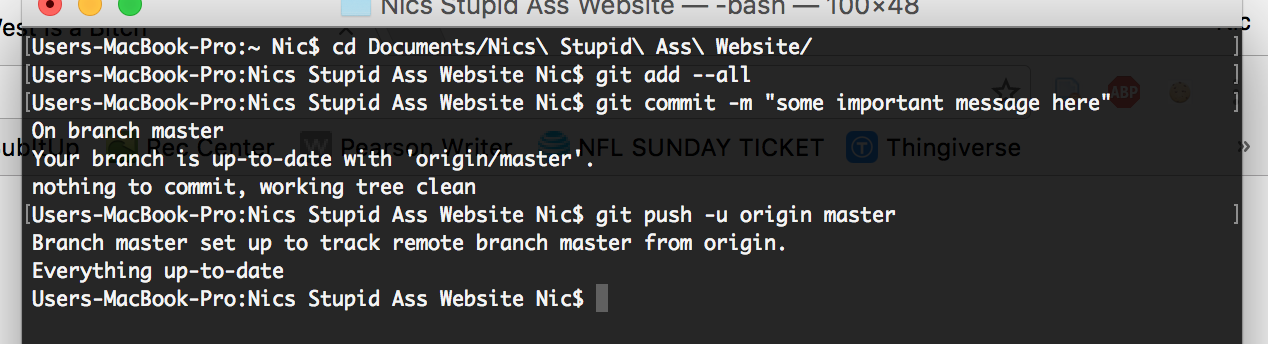 Nics Stupid Ass Website — -bash — 100×48
est is a Bitch
[Users-MacBook-Pro:~ Nic$ cd Documents/Nics\ Stupid\ Ass\ Website/ ]
[Users-MacBook-Pro:Nics Stupid Ass Website Nic$ git add --all ]
[Users-MacBook-Pro:Nics Stupid Ass Website Nic$ git commit -m "some important message here" ]
ABP
On branch master
ubItUp Rec Center W Pearson Writer NFL SUNDAY TICKET T Thingiverse »
Your branch is up-to-date with 'origin/master'.
nothing to commit, working tree clean
[Users-MacBook-Pro:Nics Stupid Ass Website Nic$ git push -u origin master ]
Branch master set up to track remote branch master from origin.
Everything up-to-date
Users-MacBook-Pro:Nics Stupid Ass Website Nic$